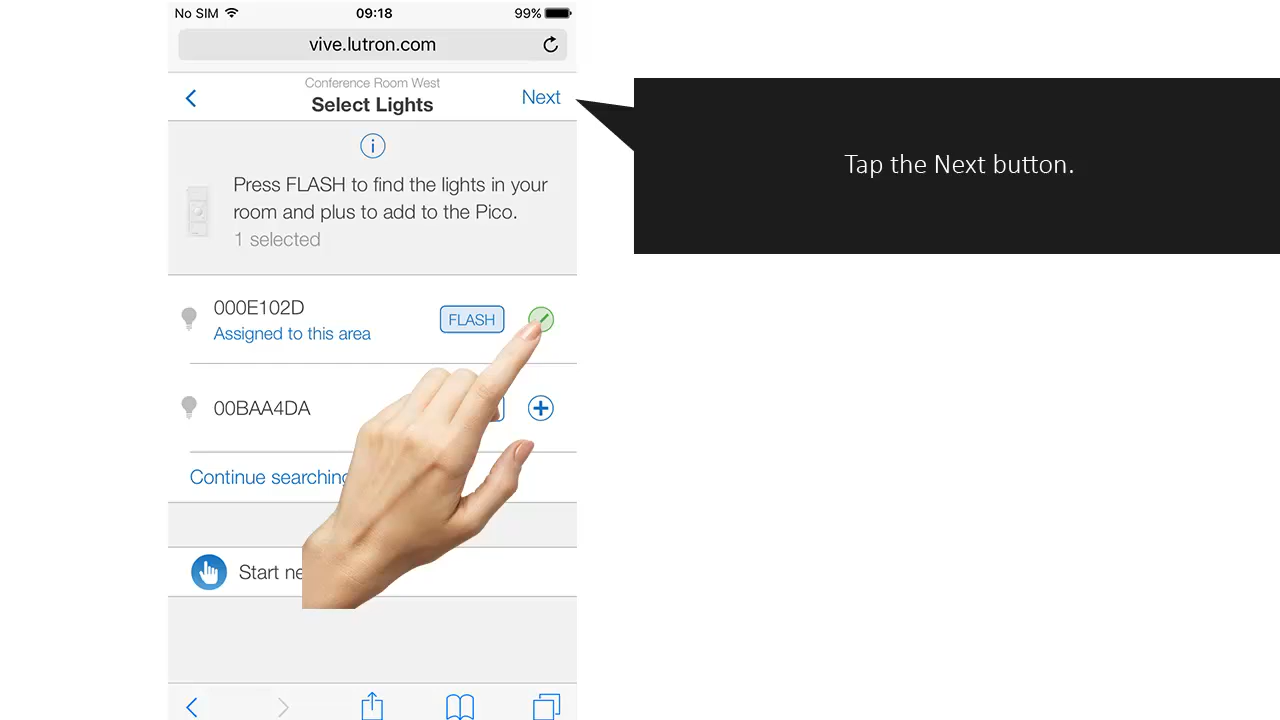 No SIM 09:18 99%
vive.lutron.com
Conference Room West
Select Lights
Next
Tap the Next button.
i
Press FLASH to find the lights in your
room and plus to add to the Pico.
1 selected
000E102D
Assigned to this area
FLASH
00BAA4DA
Continue searching
Start